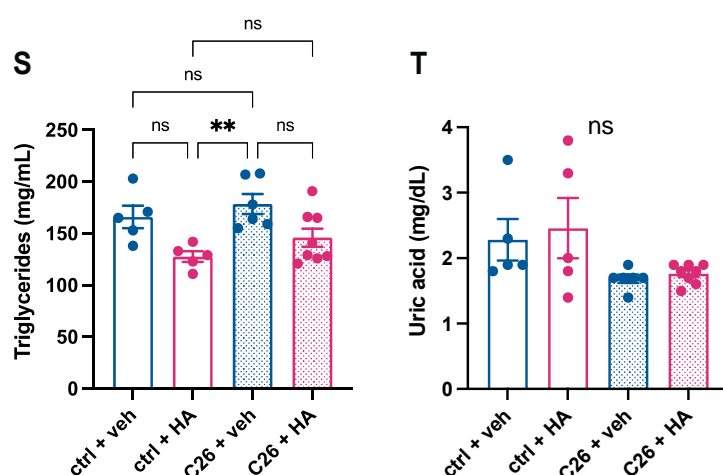 S
ns
ns
ns
**
ns
Triglycerides (mg/mL)
250
200
150
100
50
0
ctrl + veh
ctrl + HA
C26 + veh
C26 + HA
T
ns
Uric acid (mg/dL)
4
3
2
1
0
ctrl + veh
ctrl + HA
C26 + veh
C26 + HA